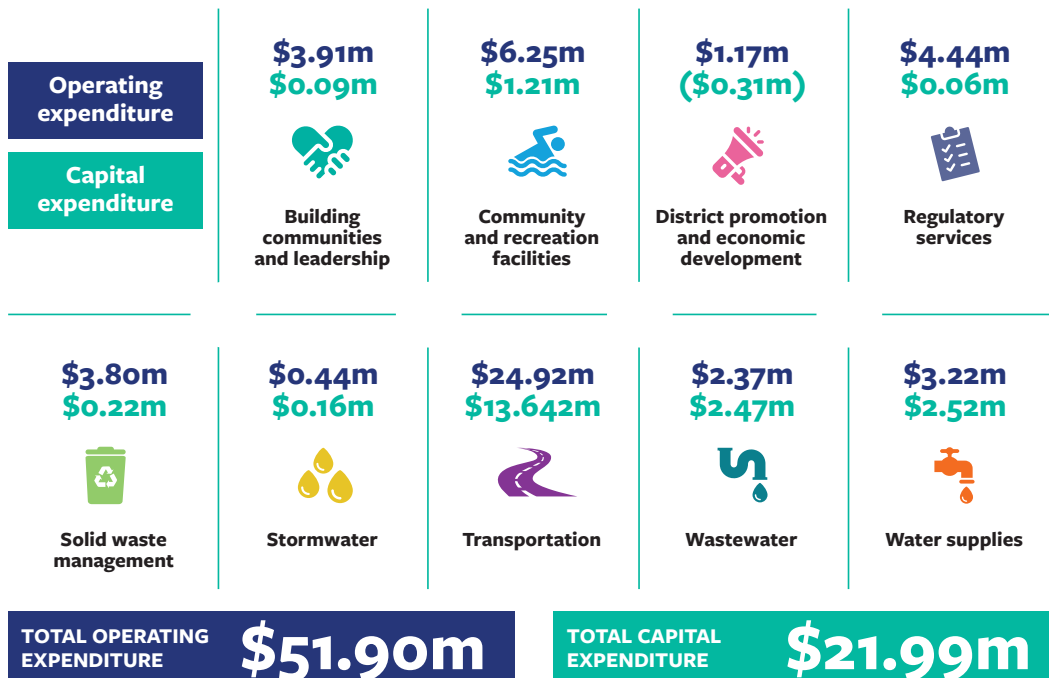 Operating
expenditure
Capital
expenditure
$3.91m
$0.09m
Building
communities
and leadership
$6.25m
$1.21m
Community
and recreation
facilities
$1.17m
($0.31m)
District promotion
and economic
development
$4.44m
$0.06m
Regulatory
services
$3.80m
$0.22m
Solid waste
management
$0.44m
$0.16m
Stormwater
$24.92m
$13.642m
Transportation
$2.37m
$2.47m
Wastewater
$3.22m
$2.52m
Water supplies
TOTAL OPERATING
EXPENDITURE
$51.90m
TOTAL CAPITAL
EXPENDITURE
$21.99m